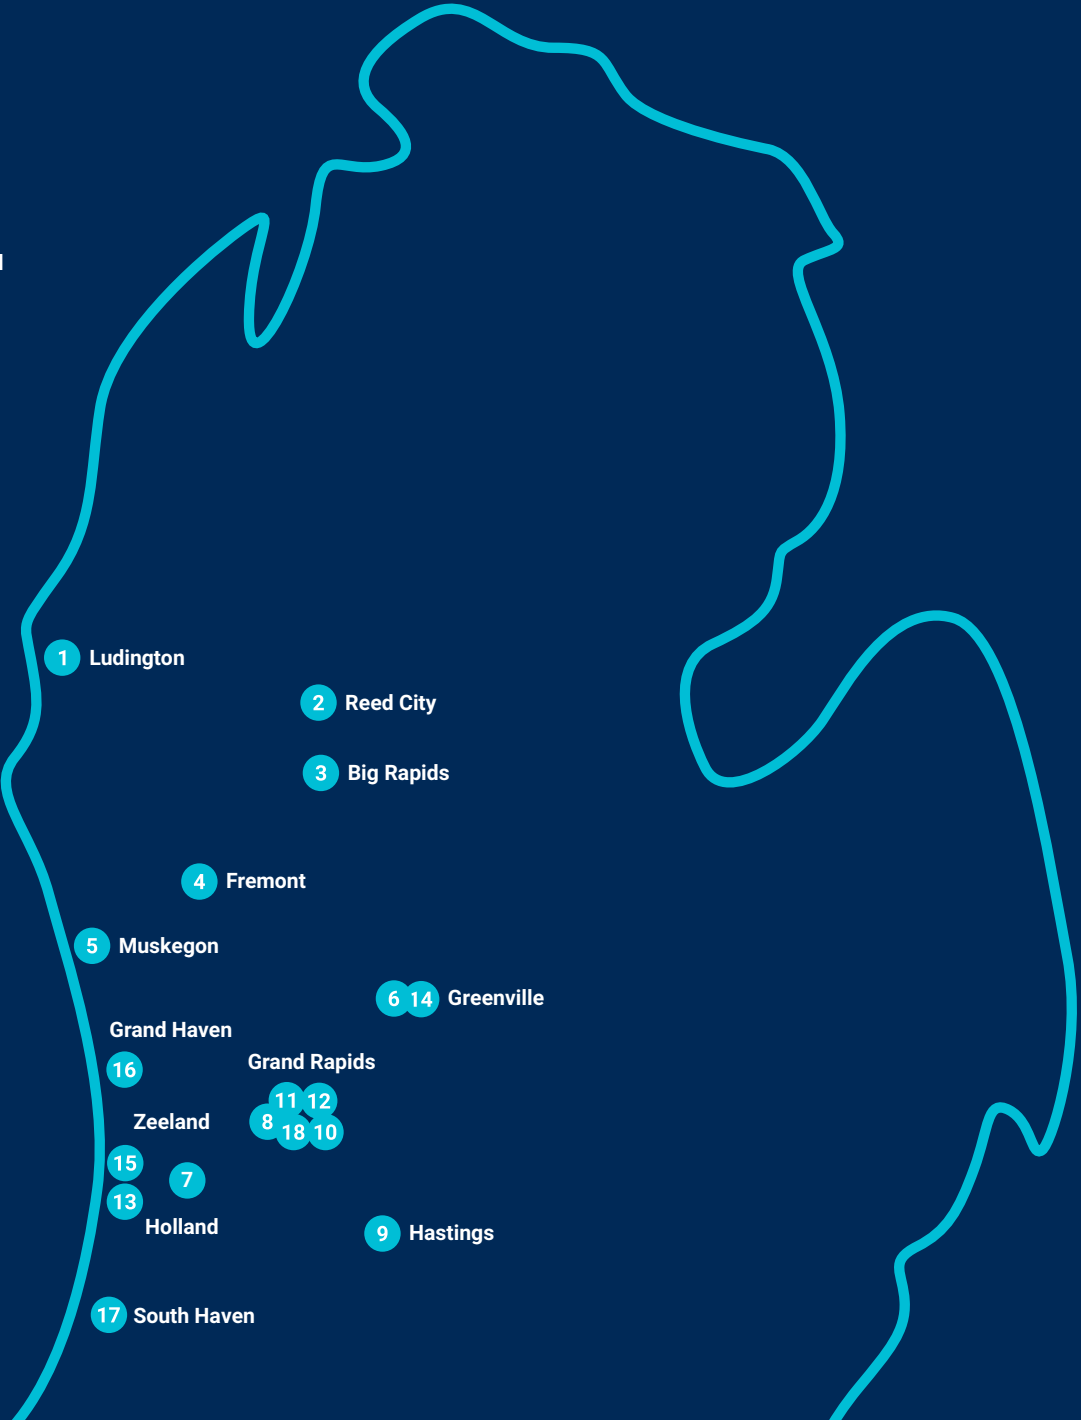 1 Ludington
2 Reed City
3 Big Rapids
4 Fremont
5 Muskegon
6 14 Greenville
Grand Haven
16
Grand Rapids
11 12
8 18 10
Zeeland
15
7
13
Holland
9 Hastings
17 South Haven